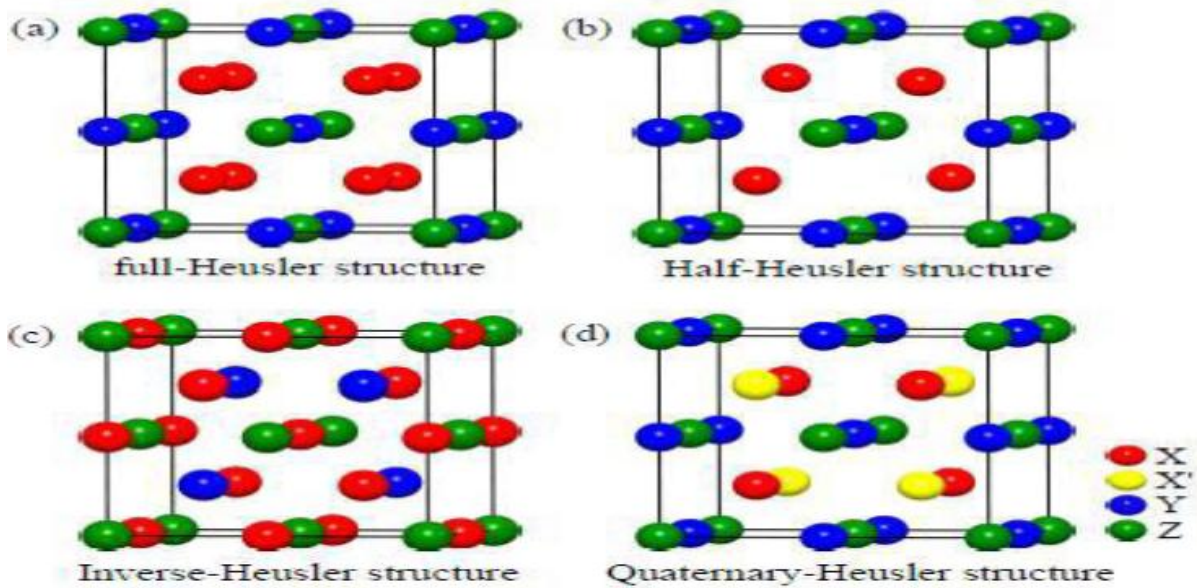 (a) (b)
full-Heusler structure Half-Heusler structure
(c) (d)
X
X'
Y
Z
Inverse-Heusler structure Quaternary-Heusler structure